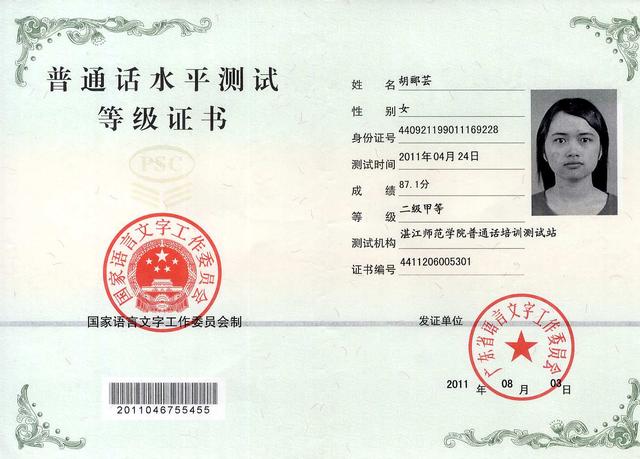 普通话水平测试
等级证书
PSC
国家语言文字工作委员会
国家语言文字工作委员会制
2011046755455
姓 名 胡郦芸
性 别 女
身份证号 440921199011169228
测试时间 2011年04月24日
成 绩 87.1分
等 级 二级甲等
测试机构 湛江师范学院普通话培训测试站
证书编号 4411206005301
发证单位
广东省语言文字工作委员会
2011 年 08 月 03 日